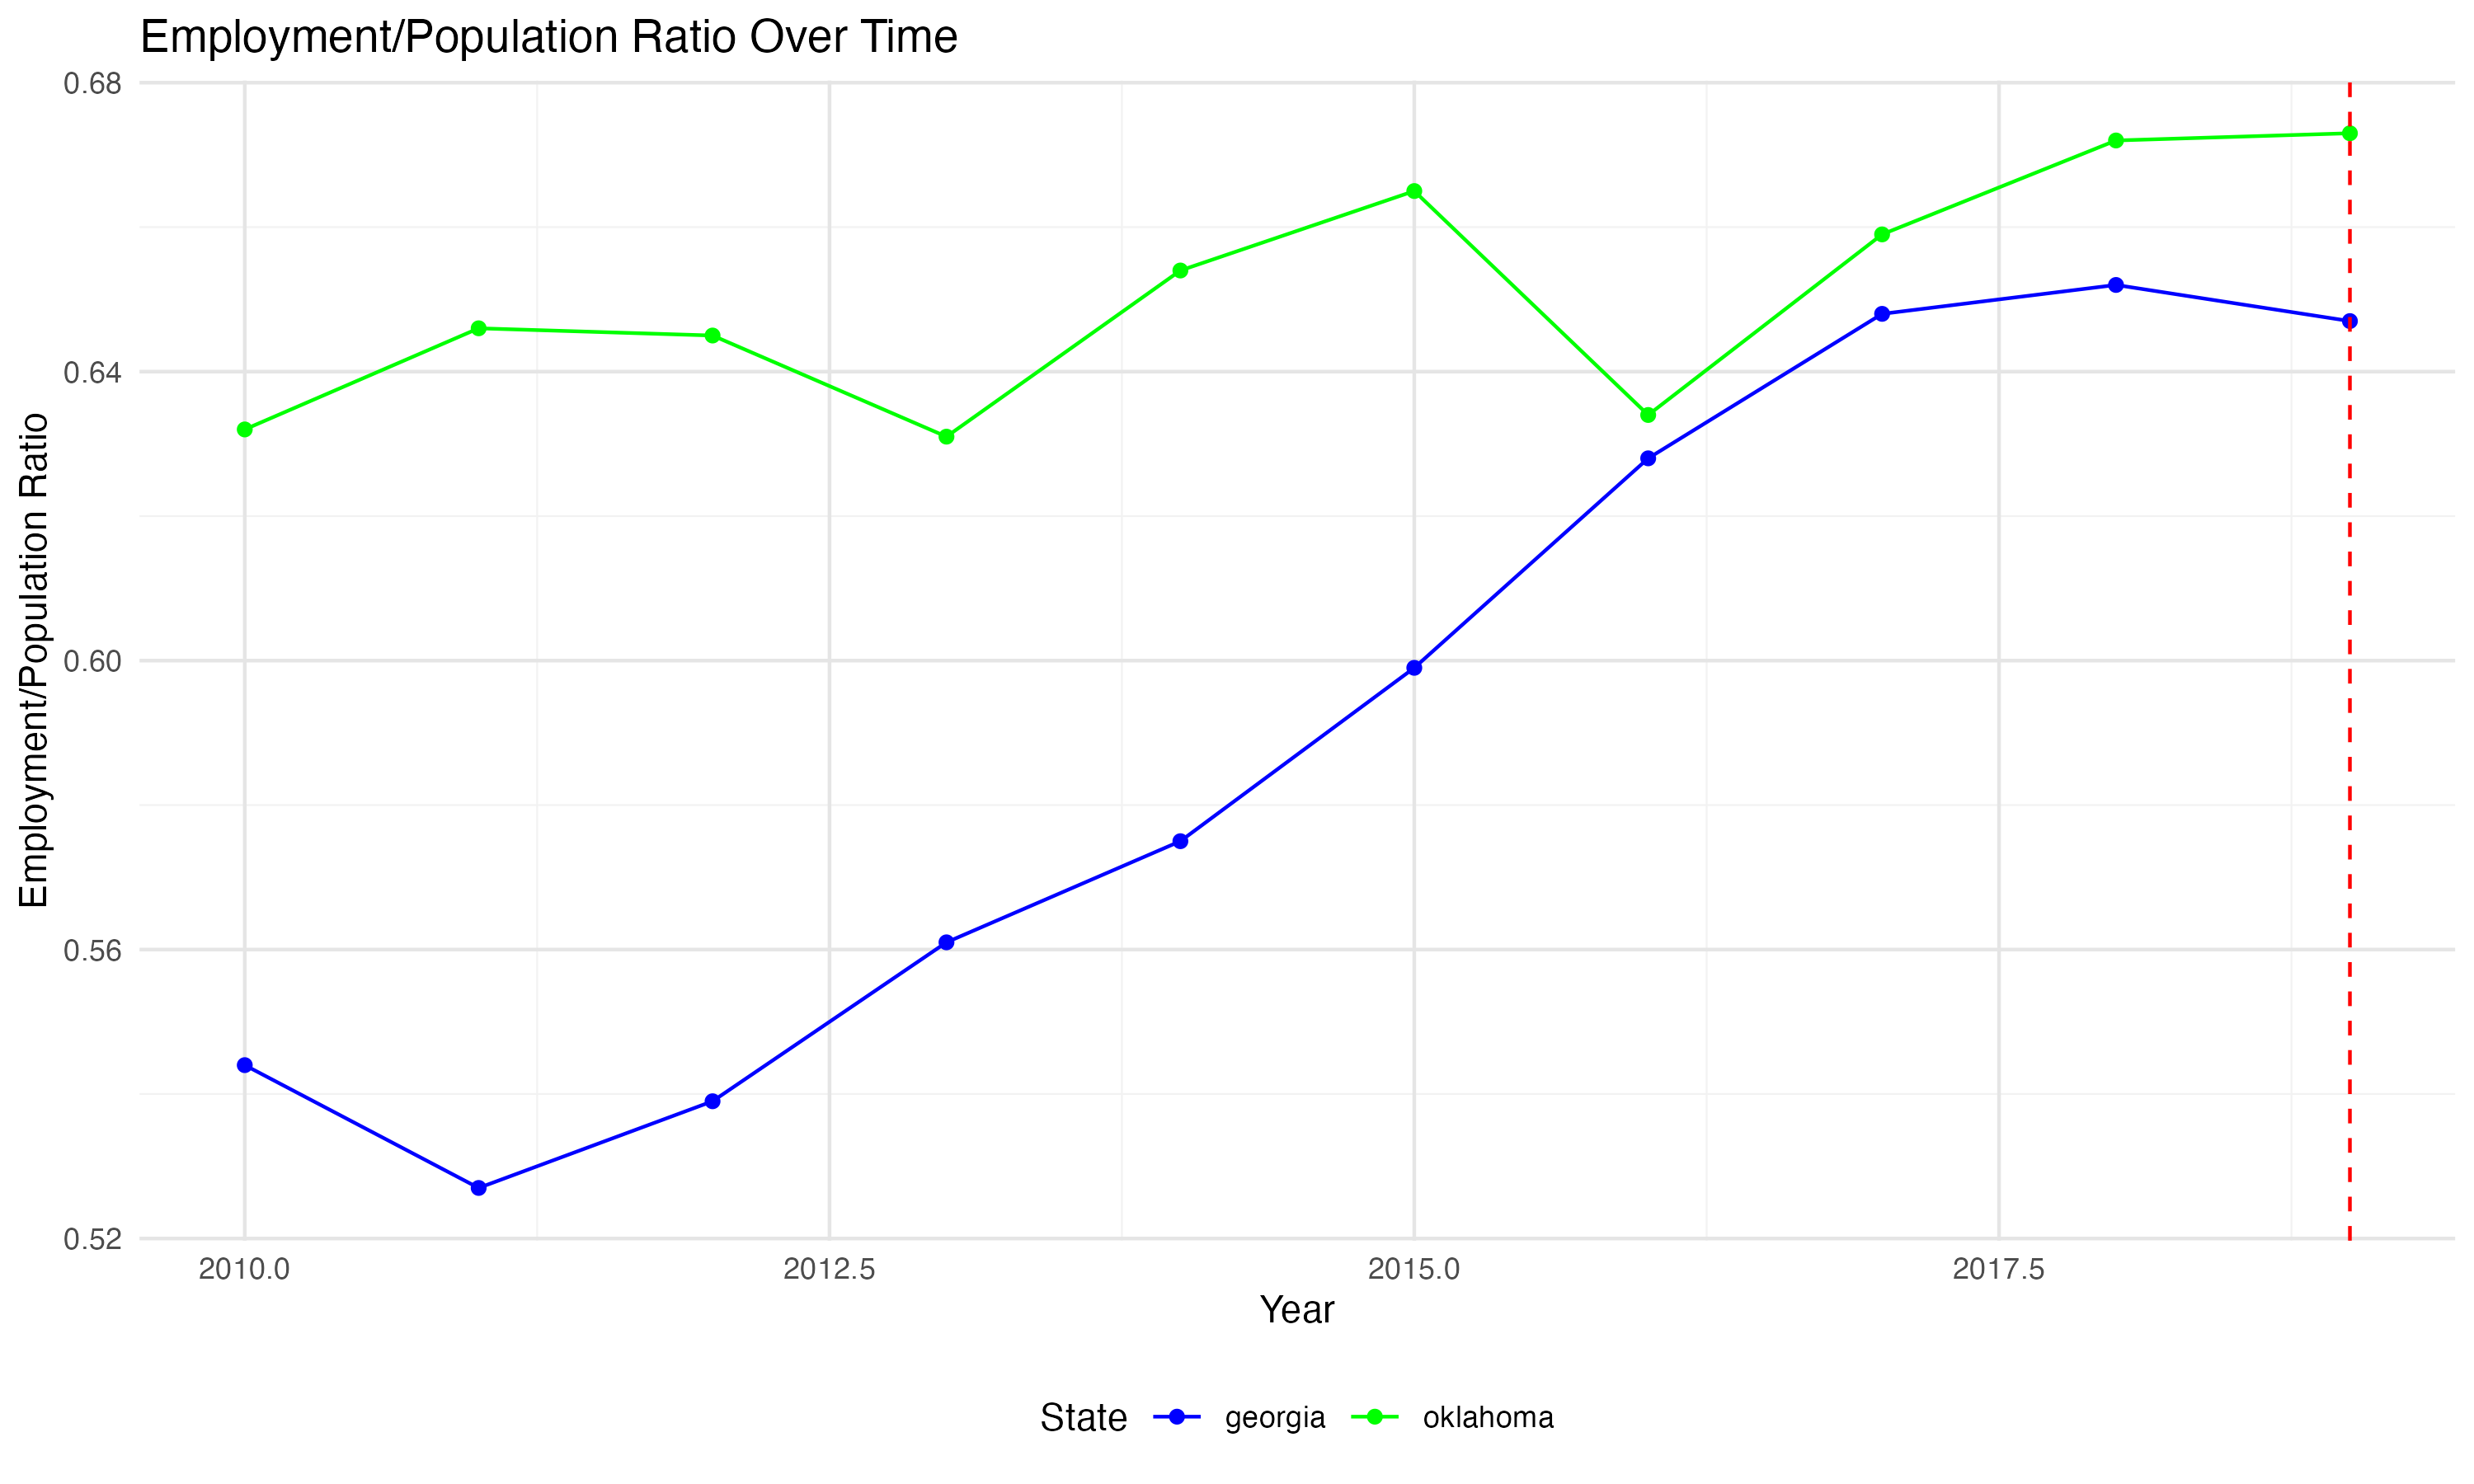 Employment/Population Ratio Over Time
Employment/Population Ratio
0.68
0.64
0.60
0.56
0.52
2010.0 2012.5 2015.0 2017.5
Year
State georgia oklahoma